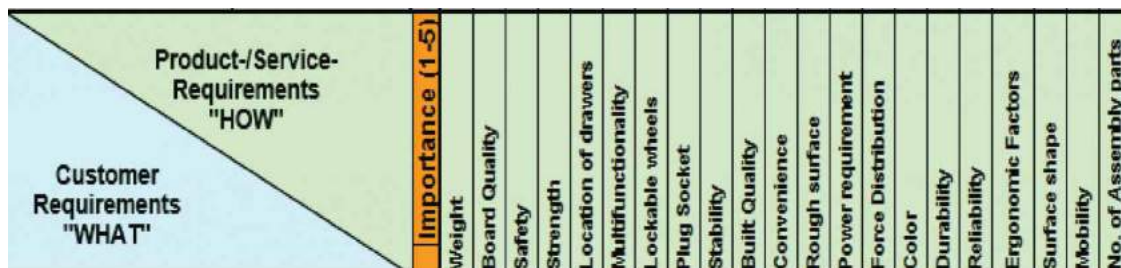 Product-/Service-
Requirements
"HOW"
Customer
Requirements
"WHAT"
Importance (1-5)
Weight
Board Quality
Safety
Strength
Location of drawers
Multifunctionality
Lockable wheels
Plug Socket
Stability
Built Quality
Convenience
Rough surface
Power requirement
Force Distribution
Color
Durability
Reliability
Ergonomic Factors
Surface shape
Mobility
No. of Assembly parts